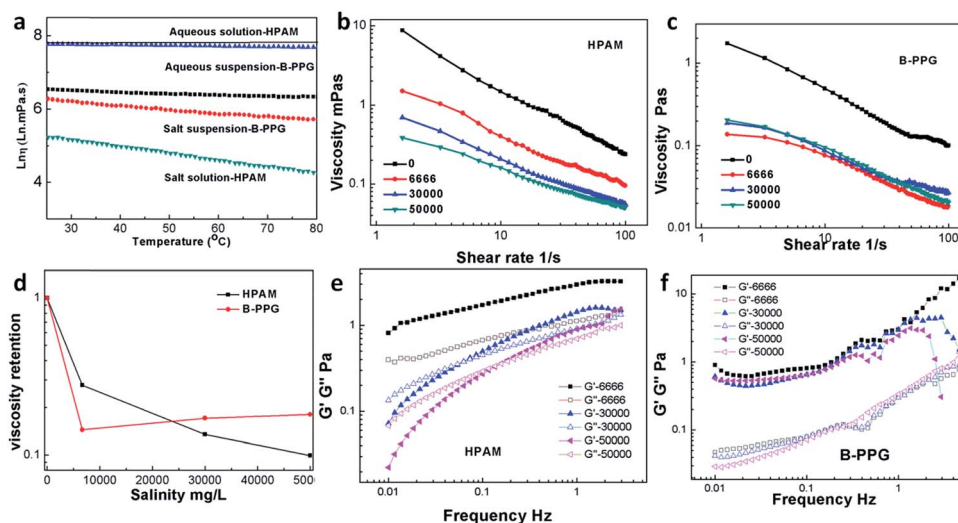 a
8
6
4
Lnη (Ln.mPa.s)
Aqueous solution-HPAM
Aqueous suspension-B-PPG
Salt suspension-B-PPG
Salt solution-HPAM
30 40 50 60 70 80
Temperature (°C)
b
10
1
0.1
Viscosity mPas
HPAM
0
6666
30000
50000
1 10 100
Shear rate 1/s
c
1
0.1
0.01
Viscosity Pas
B-PPG
0
6666
30000
50000
1 10 100
Shear rate 1/s
d
1
0.1
viscosity retention
HPAM
B-PPG
0 10000 20000 30000 40000 5000
Salinity mg/L
e
10
1
0.1
G' G'' Pa
G'-6666
G''-6666
G'-30000
G''-30000
G'-50000
G''-50000
HPAM
0.01 0.1 1
Frequency Hz
f
10
1
0.1
G' G'' Pa
G'-6666
G''-6666
G'-30000
G''-30000
G'-50000
G''-50000
B-PPG
0.01 0.1 1
Frequency Hz